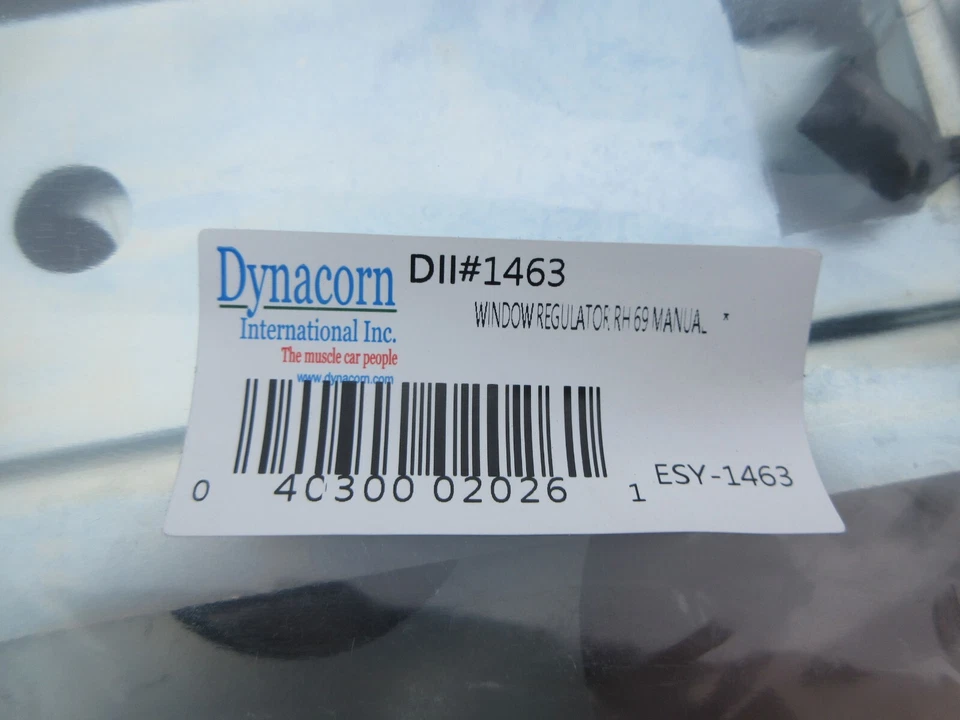 Dynacorn
International Inc.
The muscle car people
www.dynacorn.com
DII#1463
WINDOW REGULATOR RH 69 MANUAL *
0 40300 02026 1
ESY-1463